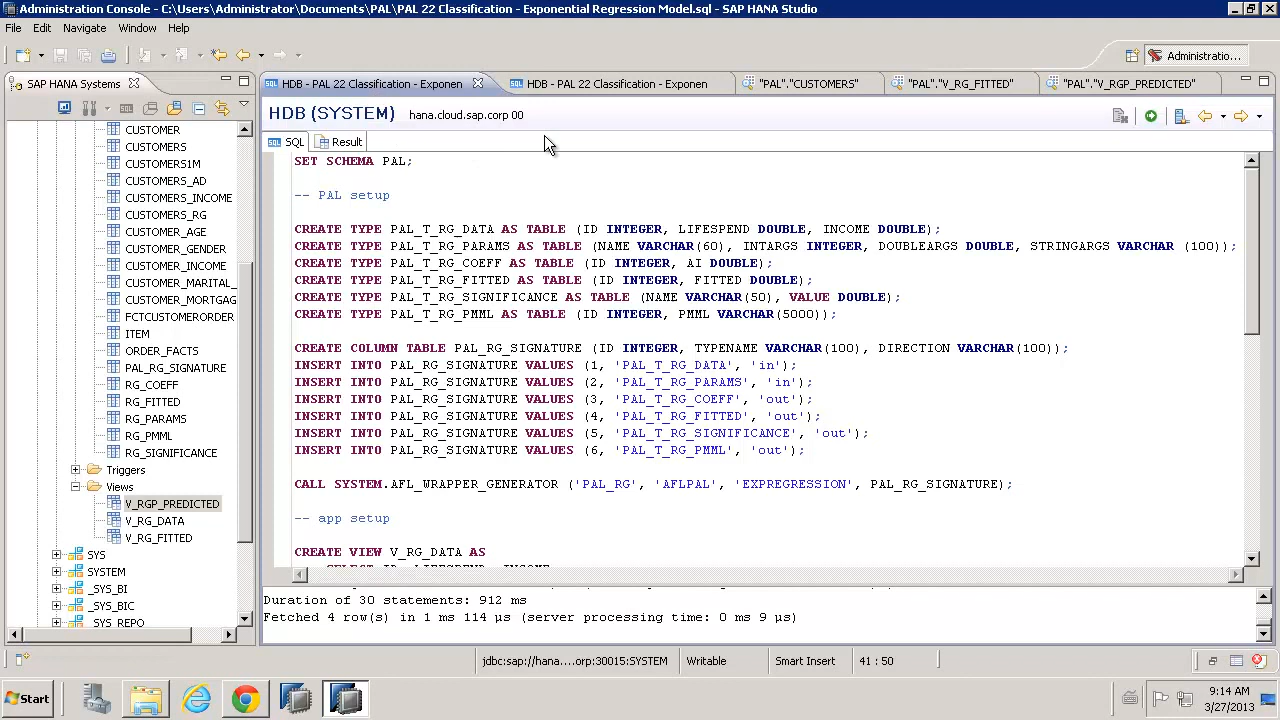 Administration Console - C:\Users\Administrator\Documents\PAL\PAL 22 Classification - Exponential Regression Model.sql - SAP HANA Studio
File Edit Navigate Window Help
Administratio...
SAP HANA Systems
HDB - PAL 22 Classification - Exponen
HDB - PAL 22 Classification - Exponen
"PAL"."CUSTOMERS"
"PAL"."V_RG_FITTED"
"PAL"."V_RGP_PREDICTED"
HDB (SYSTEM) hana.cloud.sap.corp 00
SQL Result
CUSTOMER
CUSTOMERS
CUSTOMERS1M
CUSTOMERS_AD
CUSTOMERS_INCOME
CUSTOMERS_RG
CUSTOMER_AGE
CUSTOMER_GENDER
CUSTOMER_INCOME
CUSTOMER_MARITAL_
CUSTOMER_MORTGAG
FCTCUSTOMERORDER
ITEM
ORDER_FACTS
PAL_RG_SIGNATURE
RG_COEFF
RG_FITTED
RG_PARAMS
RG_PMML
RG_SIGNIFICANCE
Triggers
Views
V_RGP_PREDICTED
V_RG_DATA
V_RG_FITTED
SYS
SYSTEM
_SYS_BI
_SYS_BIC
_SYS_REPO
SET SCHEMA PAL;
-- PAL setup
CREATE TYPE PAL_T_RG_DATA AS TABLE (ID INTEGER, LIFESPEND DOUBLE, INCOME DOUBLE);
CREATE TYPE PAL_T_RG_PARAMS AS TABLE (NAME VARCHAR(60), INTARGS INTEGER, DOUBLEARGS DOUBLE, STRINGARGS VARCHAR (100));
CREATE TYPE PAL_T_RG_COEFF AS TABLE (ID INTEGER, AI DOUBLE);
CREATE TYPE PAL_T_RG_FITTED AS TABLE (ID INTEGER, FITTED DOUBLE);
CREATE TYPE PAL_T_RG_SIGNIFICANCE AS TABLE (NAME VARCHAR(50), VALUE DOUBLE);
CREATE TYPE PAL_T_RG_PMML AS TABLE (ID INTEGER, PMML VARCHAR(5000));
CREATE COLUMN TABLE PAL_RG_SIGNATURE (ID INTEGER, TYPENAME VARCHAR(100), DIRECTION VARCHAR(100));
INSERT INTO PAL_RG_SIGNATURE VALUES (1, 'PAL_T_RG_DATA', 'in');
INSERT INTO PAL_RG_SIGNATURE VALUES (2, 'PAL_T_RG_PARAMS', 'in');
INSERT INTO PAL_RG_SIGNATURE VALUES (3, 'PAL_T_RG_COEFF', 'out');
INSERT INTO PAL_RG_SIGNATURE VALUES (4, 'PAL_T_RG_FITTED', 'out');
INSERT INTO PAL_RG_SIGNATURE VALUES (5, 'PAL_T_RG_SIGNIFICANCE', 'out');
INSERT INTO PAL_RG_SIGNATURE VALUES (6, 'PAL_T_RG_PMML', 'out');
CALL SYSTEM.AFL_WRAPPER_GENERATOR ('PAL_RG', 'AFLPAL', 'EXPREGRESSION', PAL_RG_SIGNATURE);
-- app setup
CREATE VIEW V_RG_DATA AS
Duration of 30 statements: 912 ms
Fetched 4 row(s) in 1 ms 114 µs (server processing time: 0 ms 9 µs)
jdbc:sap://hana....orp:30015:SYSTEM Writable Smart Insert 41 : 50
Start
9:14 AM
3/27/2013